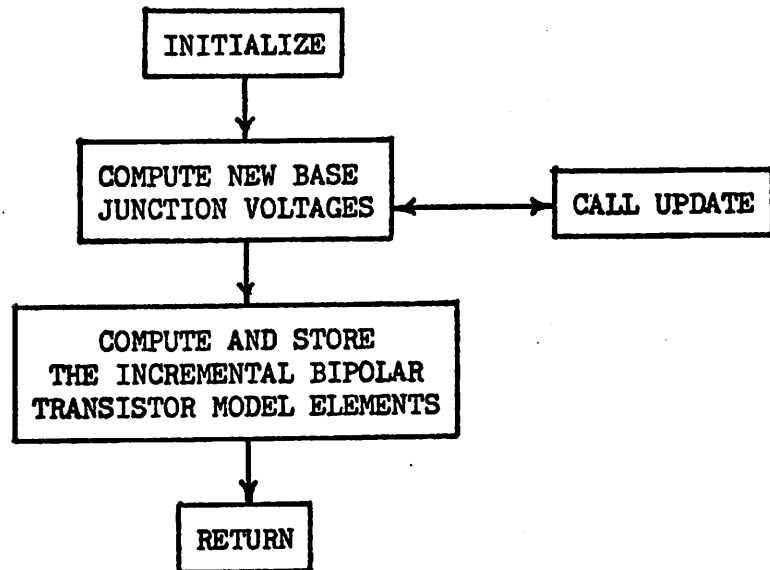 INITIALIZE
COMPUTE NEW BASE
JUNCTION VOLTAGES
CALL UPDATE
COMPUTE AND STORE
THE INCREMENTAL BIPOLAR
TRANSISTOR MODEL ELEMENTS
RETURN